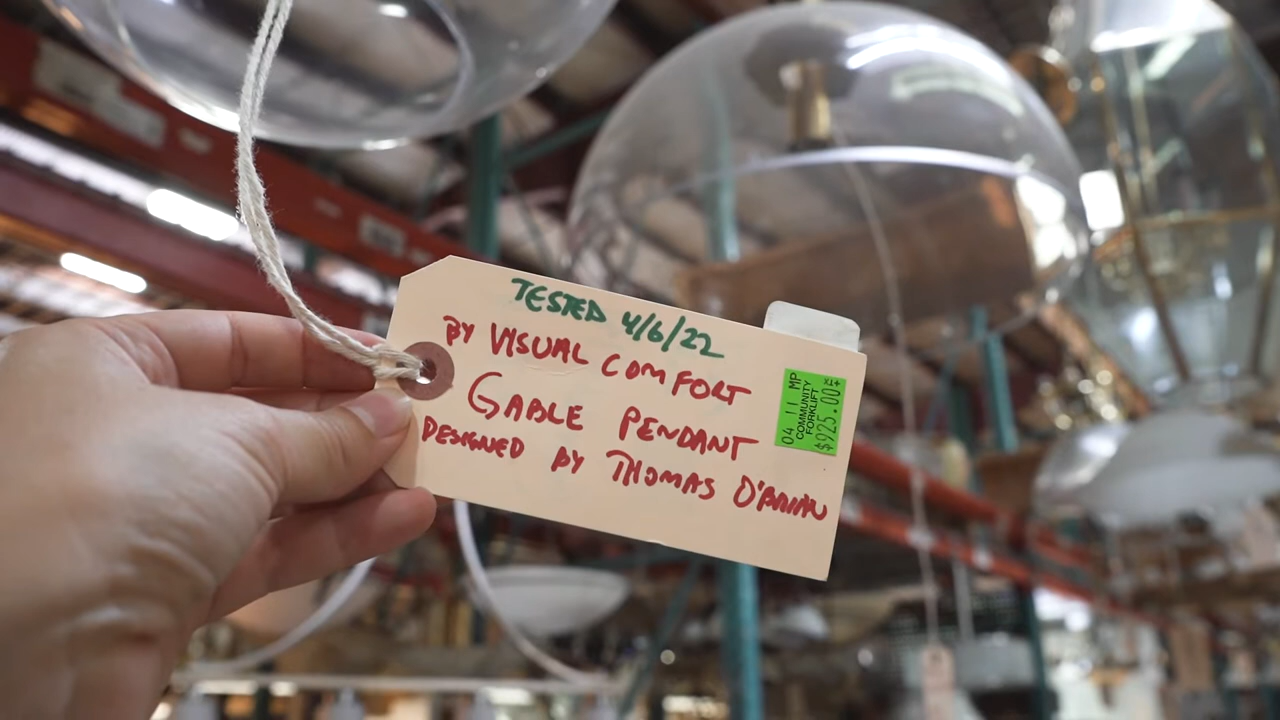 TESTED 4/6/22
BY VISUAL COMFORT
GABLE PENDANT
DESIGNED BY THOMAS O'BRIAN
04 11 MP
COMMUNITY
FORKLIFT
$925.00